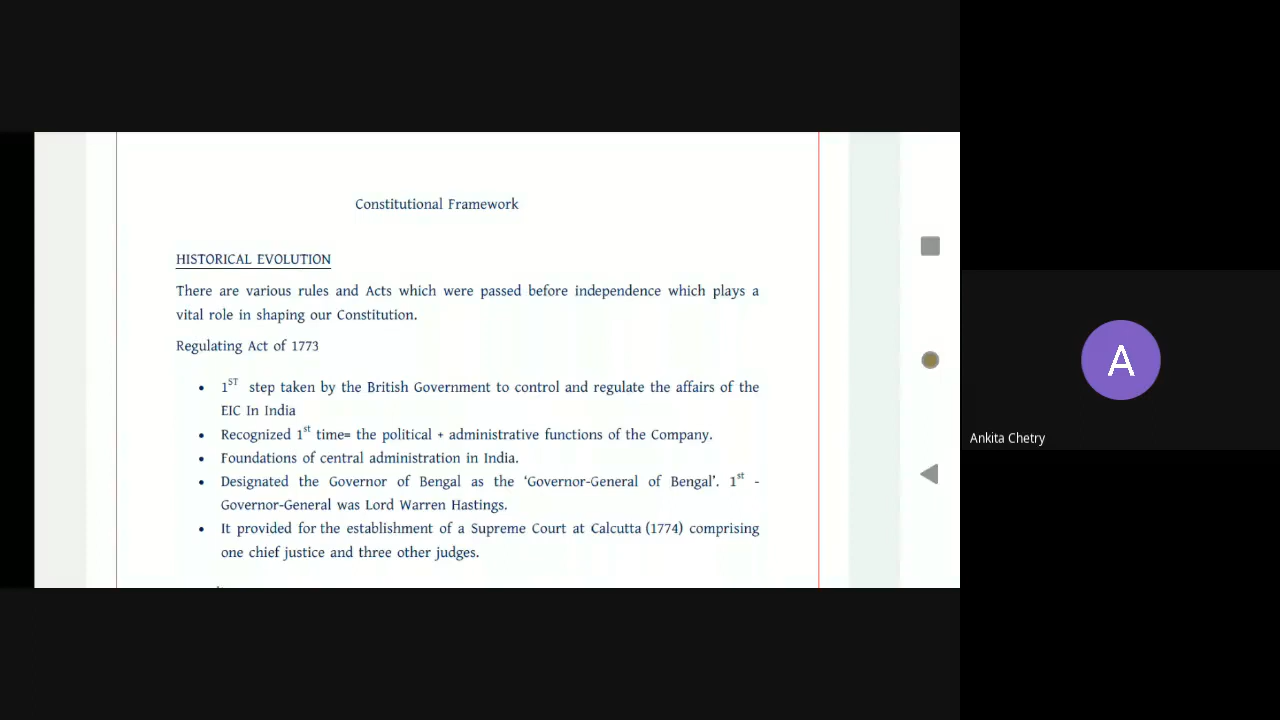 Constitutional Framework
HISTORICAL EVOLUTION
There are various rules and Acts which were passed before independence which plays a
vital role in shaping our Constitution.
Regulating Act of 1773
• 1ST step taken by the British Government to control and regulate the affairs of the
EIC In India
• Recognized 1st time= the political + administrative functions of the Company.
• Foundations of central administration in India.
• Designated the Governor of Bengal as the ‘Governor-General of Bengal’. 1st -
Governor-General was Lord Warren Hastings.
• It provided for the establishment of a Supreme Court at Calcutta (1774) comprising
one chief justice and three other judges.
A
Ankita Chetry